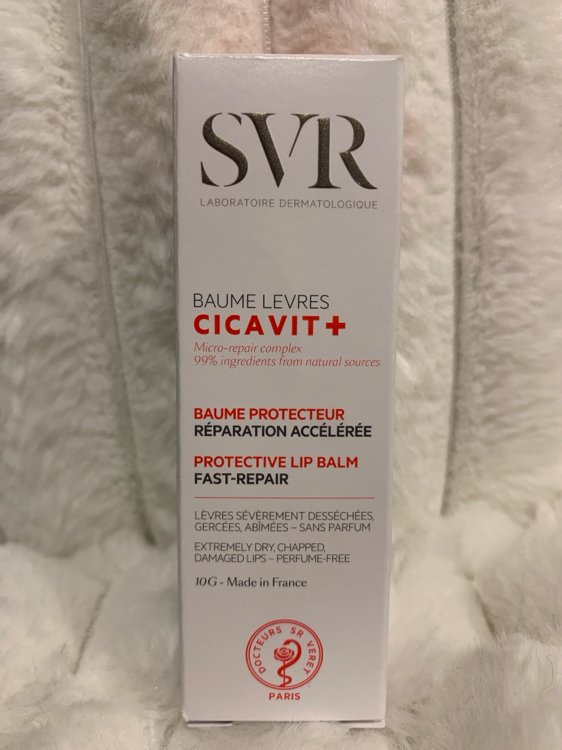 SVR
LABORATOIRE DERMATOLOGIQUE
BAUME LEVRES
CICAVIT+
Micro-repair complex
99% ingredients from natural sources
BAUME PROTECTEUR
RÉPARATION ACCÉLÉRÉE
PROTECTIVE LIP BALM
FAST-REPAIR
LÈVRES SÉVÈREMENT DESSÉCHÉES,
GERCÉES, ABÎMÉES – SANS PARFUM
EXTREMELY DRY, CHAPPED,
DAMAGED LIPS – PERFUME-FREE
10G - Made in France
DOCTEURS SR VERET
PARIS